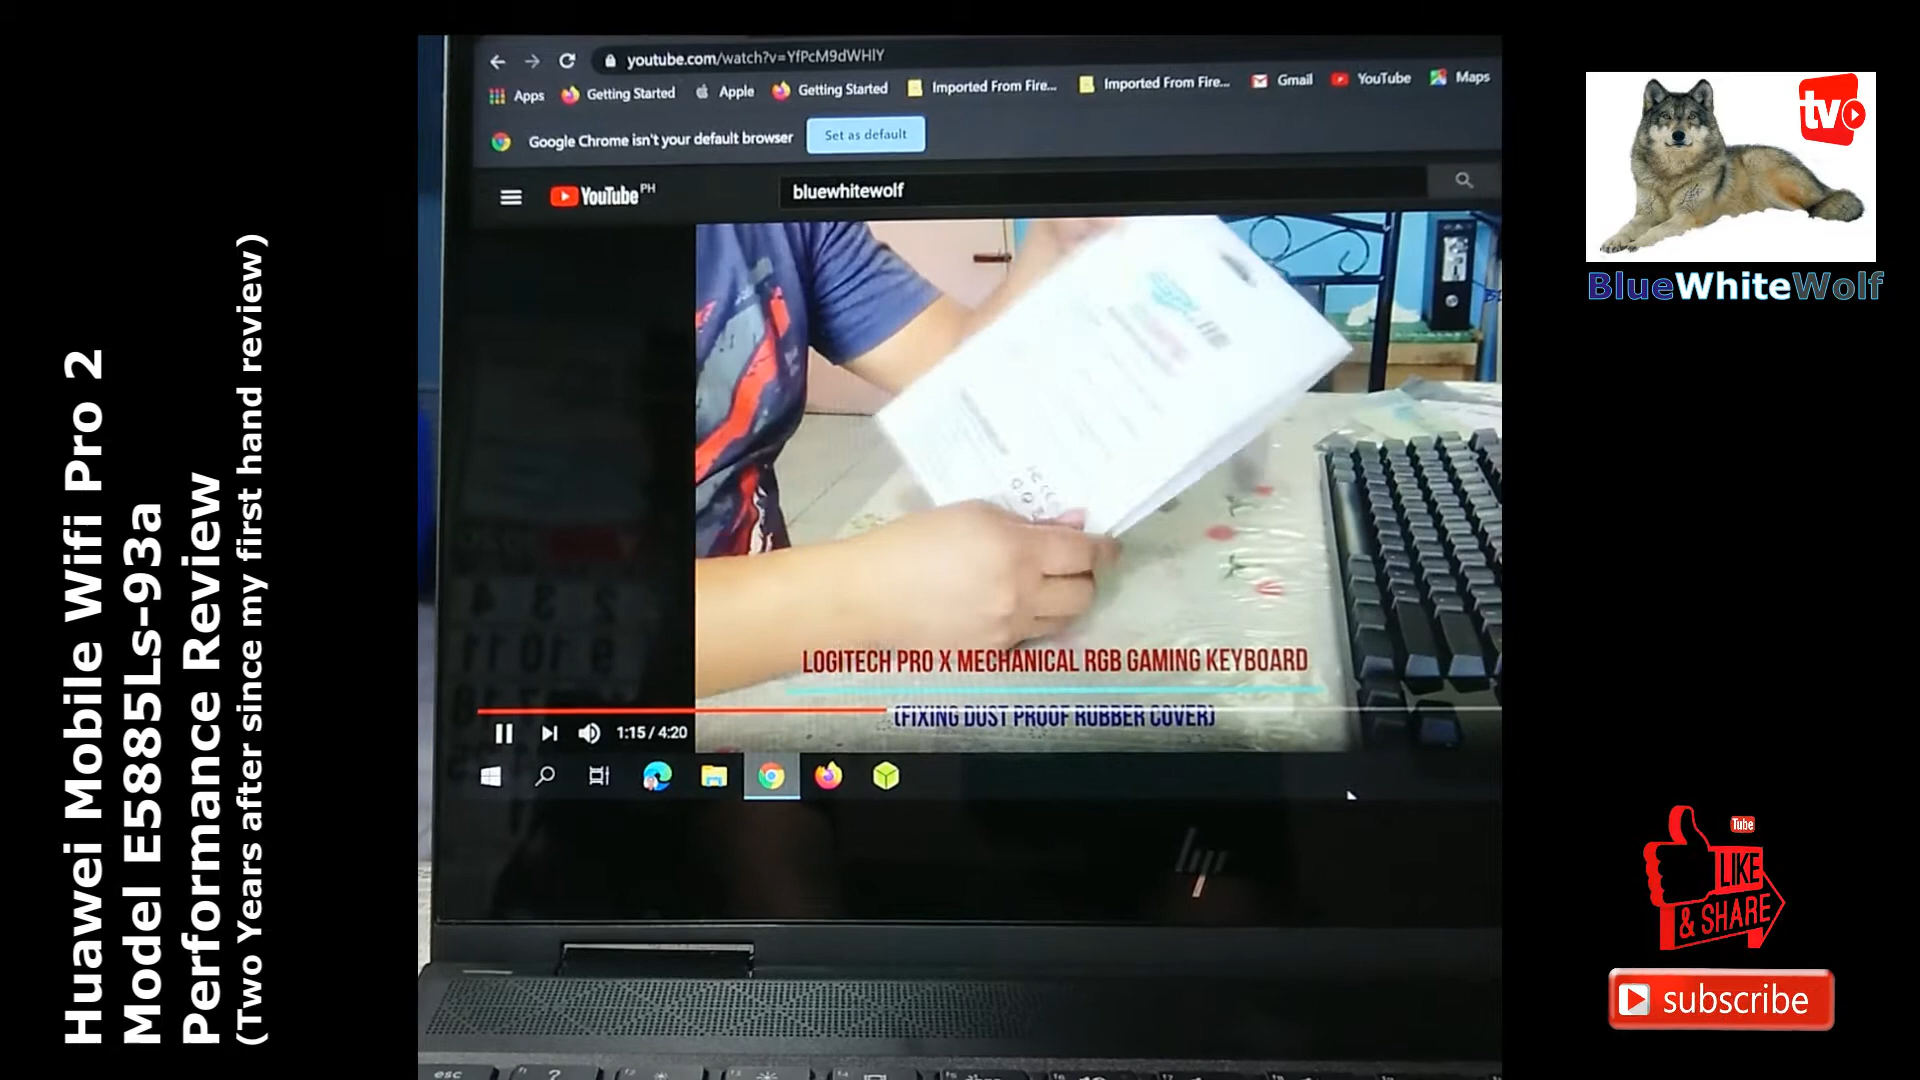 Huawei Mobile Wifi Pro 2
Model E5885Ls-93a
Performance Review
(Two Years after since my first hand review)
youtube.com/watch?v=YfPcM9dWHlY
Apps Getting Started Apple Getting Started Imported From Fire... Imported From Fire... Gmail YouTube Maps
Google Chrome isn't your default browser Set as default
YouTube PH bluewhitewolf
LOGITECH PRO X MECHANICAL RGB GAMING KEYBOARD
(FIXING DUST PROOF RUBBER COVER)
1:15 / 4:20
hp
esc
tv
BlueWhiteWolf
Tube
LIKE
& SHARE
subscribe